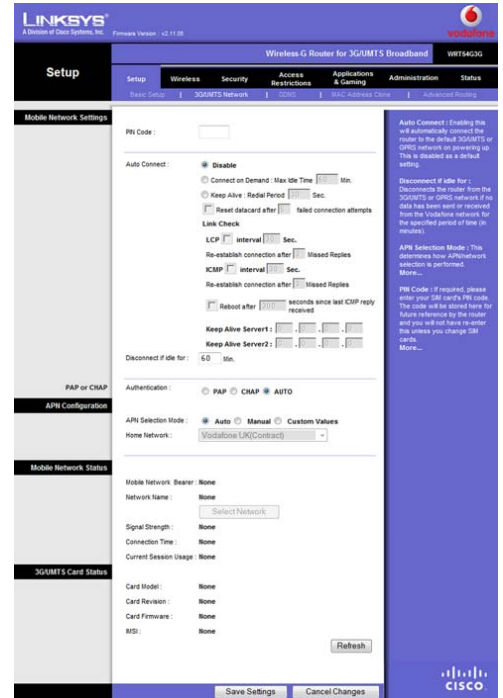 LINKSYS®
A Division of Cisco Systems, Inc.
Firmware Version : v2.11.05
vodafone
Wireless-G Router for 3G/UMTS Broadband
WRT54G3G
Setup
Setup Wireless Security Access Restrictions Applications & Gaming Administration Status
Basic Setup | 3G/UMTS Network | DDNS | MAC Address Clone | Advanced Routing
Mobile Network Settings
PIN Code :
Auto Connect :
Disable
Connect on Demand : Max Idle Time Min.
Keep Alive : Redial Period Sec.
Reset datacard after failed connection attempts
Link Check
LCP interval Sec.
Re-establish connection after Missed Replies
ICMP interval Sec.
Re-establish connection after Missed Replies
Reboot after seconds since last ICMP reply received
Keep Alive Server1 : . . .
Keep Alive Server2 : . . .
Disconnect if idle for : 60 Min.
PAP or CHAP
Authentication : PAP CHAP AUTO
APN Configuration
APN Selection Mode : Auto Manual Custom Values
Home Network : Vodafone UK(Contract)
Mobile Network Status
Mobile Network Bearer : None
Network Name : None
Select Network
Signal Strength : None
Connection Time : None
Current Session Usage : None
3G/UMTS Card Status
Card Model : None
Card Revision : None
Card Firmware : None
IMSI : None
Refresh
Save Settings Cancel Changes
Auto Connect : Enabling this
will automatically connect the
router to the default 3G/UMTS or
GPRS network on powering up.
This is disabled as a default
setting.
Disconnect if idle for :
Disconnects the router from the
3G/UMTS or GPRS network if no
data has been sent or received
from the Vodafone network for
the specified period of time (in
minutes).
APN Selection Mode : This
determines how APN/network
selection is performed.
More...
PIN Code : If required, please
enter your SIM card's PIN code.
The code will be stored here for
future reference by the router
and you will not have re-enter
this unless you change SIM
cards.
More...
CISCO